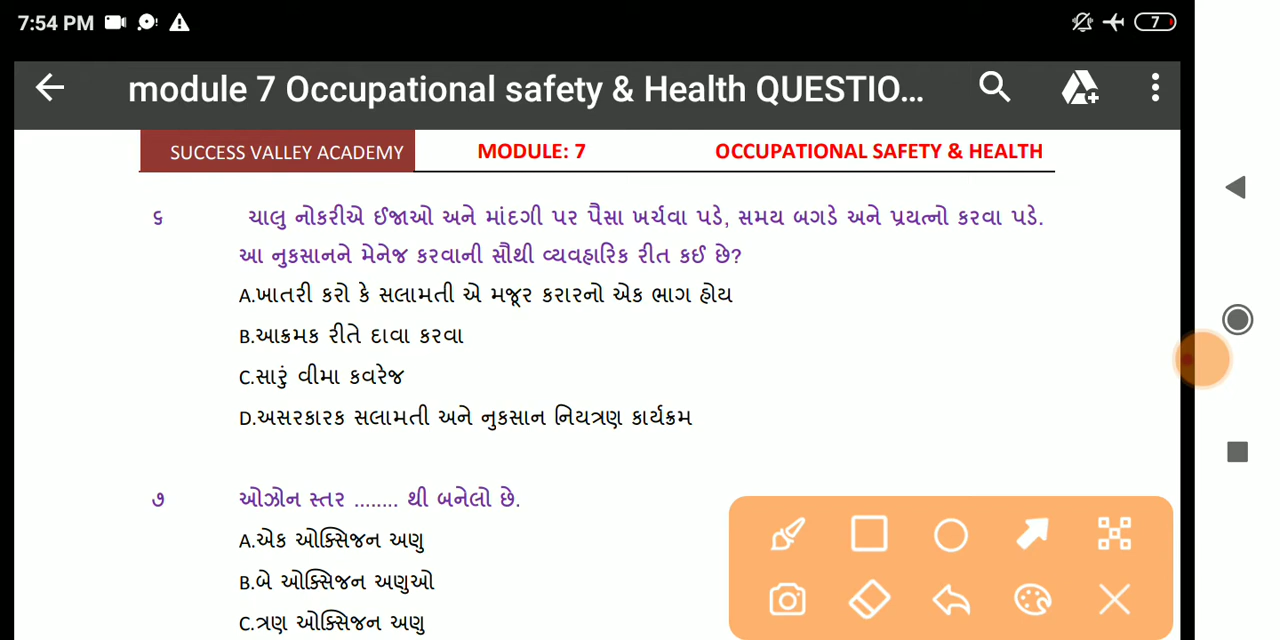 7:54 PM
7
module 7 Occupational safety & Health QUESTIO...
SUCCESS VALLEY ACADEMY MODULE: 7 OCCUPATIONAL SAFETY & HEALTH
૬ ચાલુ નોકરીએ ઈજાઓ અને માંદગી પર પૈસા ખર્ચવા પડે, સમય બગડે અને પ્રયત્નો કરવા પડે.
આ નુકસાનને મેનેજ કરવાની સૌથી વ્યવહારિક રીત કઈ છે?
A.ખાતરી કરો કે સલામતી એ મજૂર કરારનો એક ભાગ હોય
B.આક્રમક રીતે દાવા કરવા
C.સારું વીમા કવરેજ
D.અસરકારક સલામતી અને નુકસાન નિયત્રણ કાર્યક્રમ
૭ ઓઝોન સ્તર ........ થી બનેલો છે.
A.એક ઓક્સિજન અણુ
B.બે ઓક્સિજન અણુઓ
C.ત્રણ ઓક્સિજન અણુ